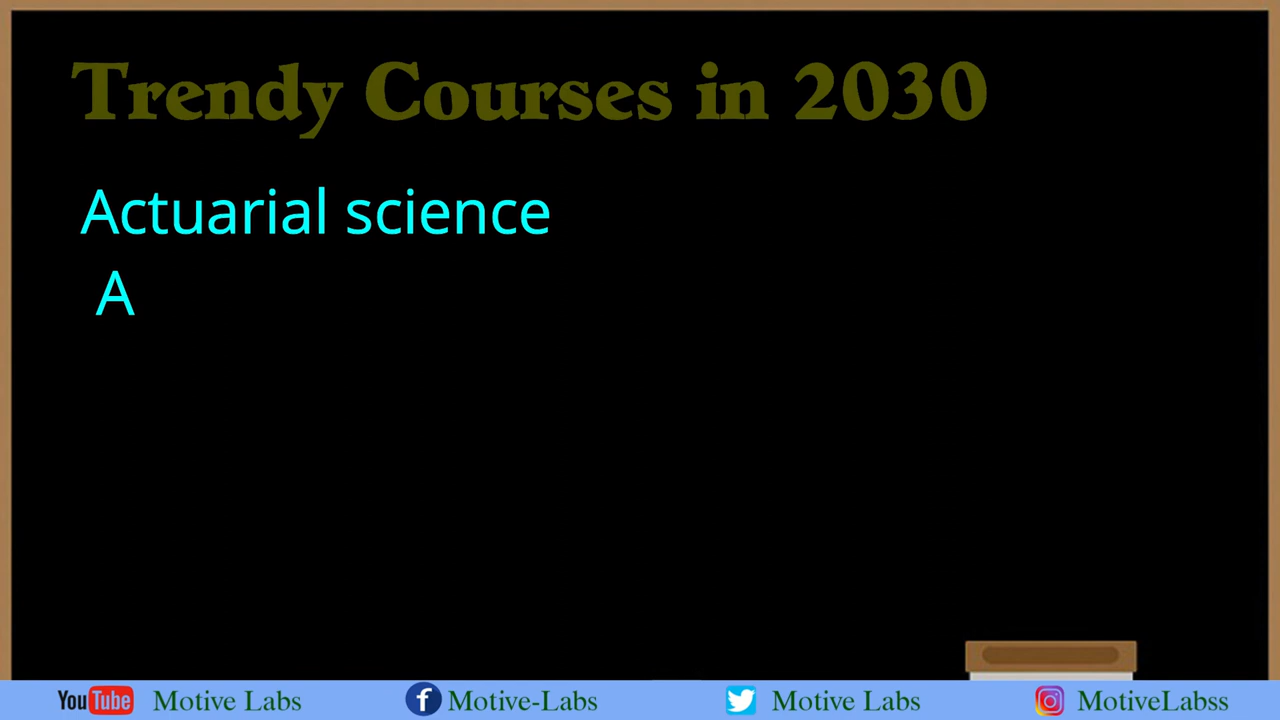 Trendy Courses in 2030
Actuarial science
A
YouTube Motive Labs f Motive-Labs Motive Labs MotiveLabss